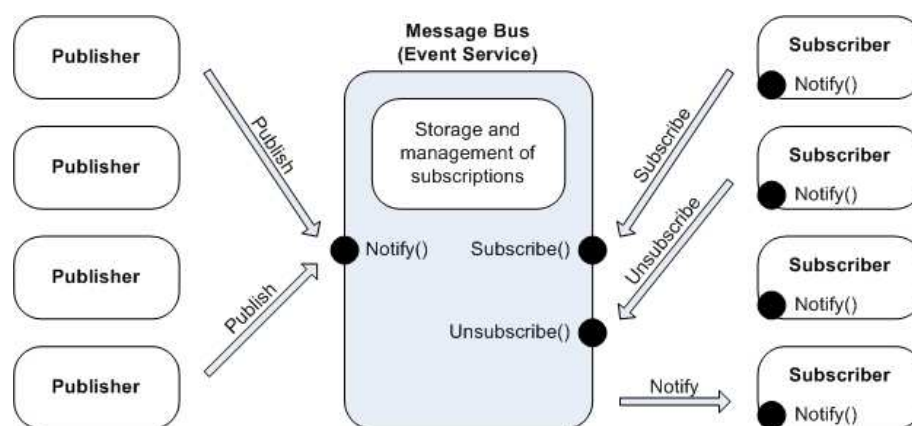 Message Bus
(Event Service)
Publisher
Publisher
Publisher
Publisher
Publish
Publish
Storage and
management of
subscriptions
Notify()
Subscribe()
Unsubscribe()
Subscribe
Unsubscribe
Notify
Subscriber
Notify()
Subscriber
Notify()
Subscriber
Notify()
Subscriber
Notify()